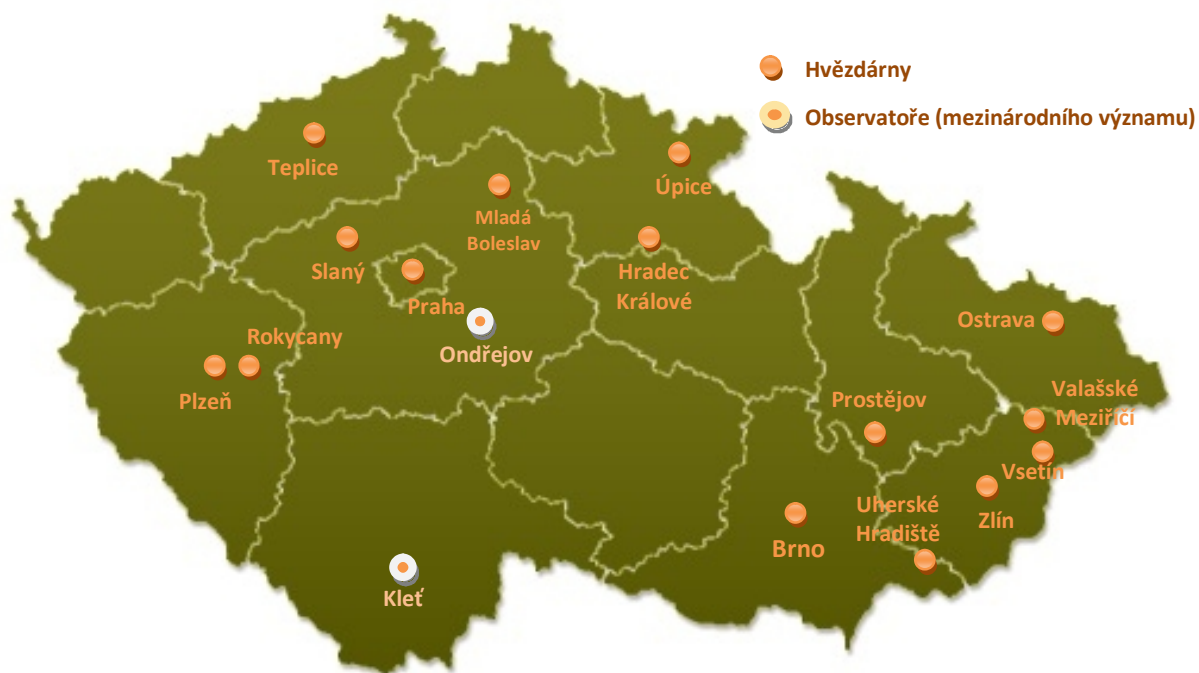 Hvězdárny
Observatoře (mezinárodního významu)
Teplice
Úpice
Mladá
Boleslav
Slaný
Hradec
Králové
Praha
Ondřejov
Ostrava
Rokycany
Plzeň
Valašské
Meziříčí
Prostějov
Vsetín
Uherské
Hradiště
Zlín
Brno
Kleť